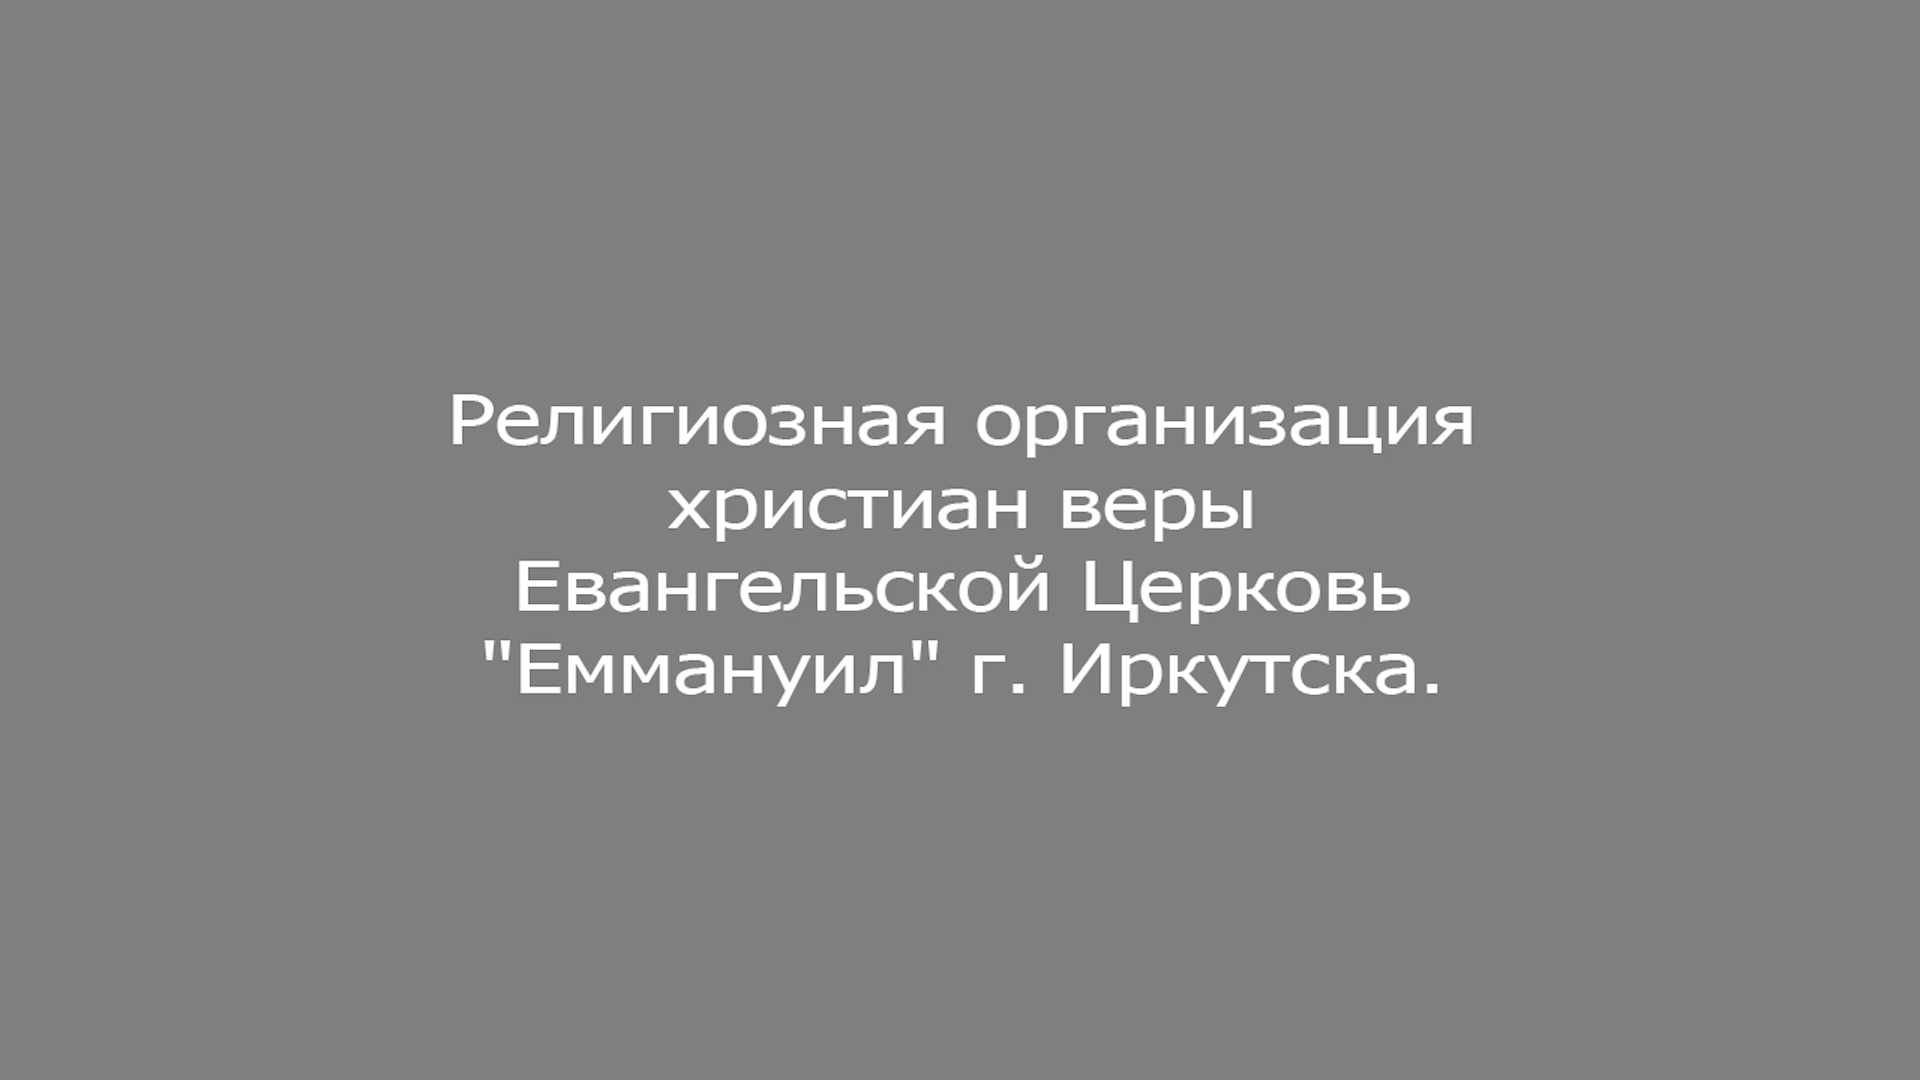 Религиозная организация
христиан веры
Евангельской Церковь
"Еммануил" г. Иркутска.